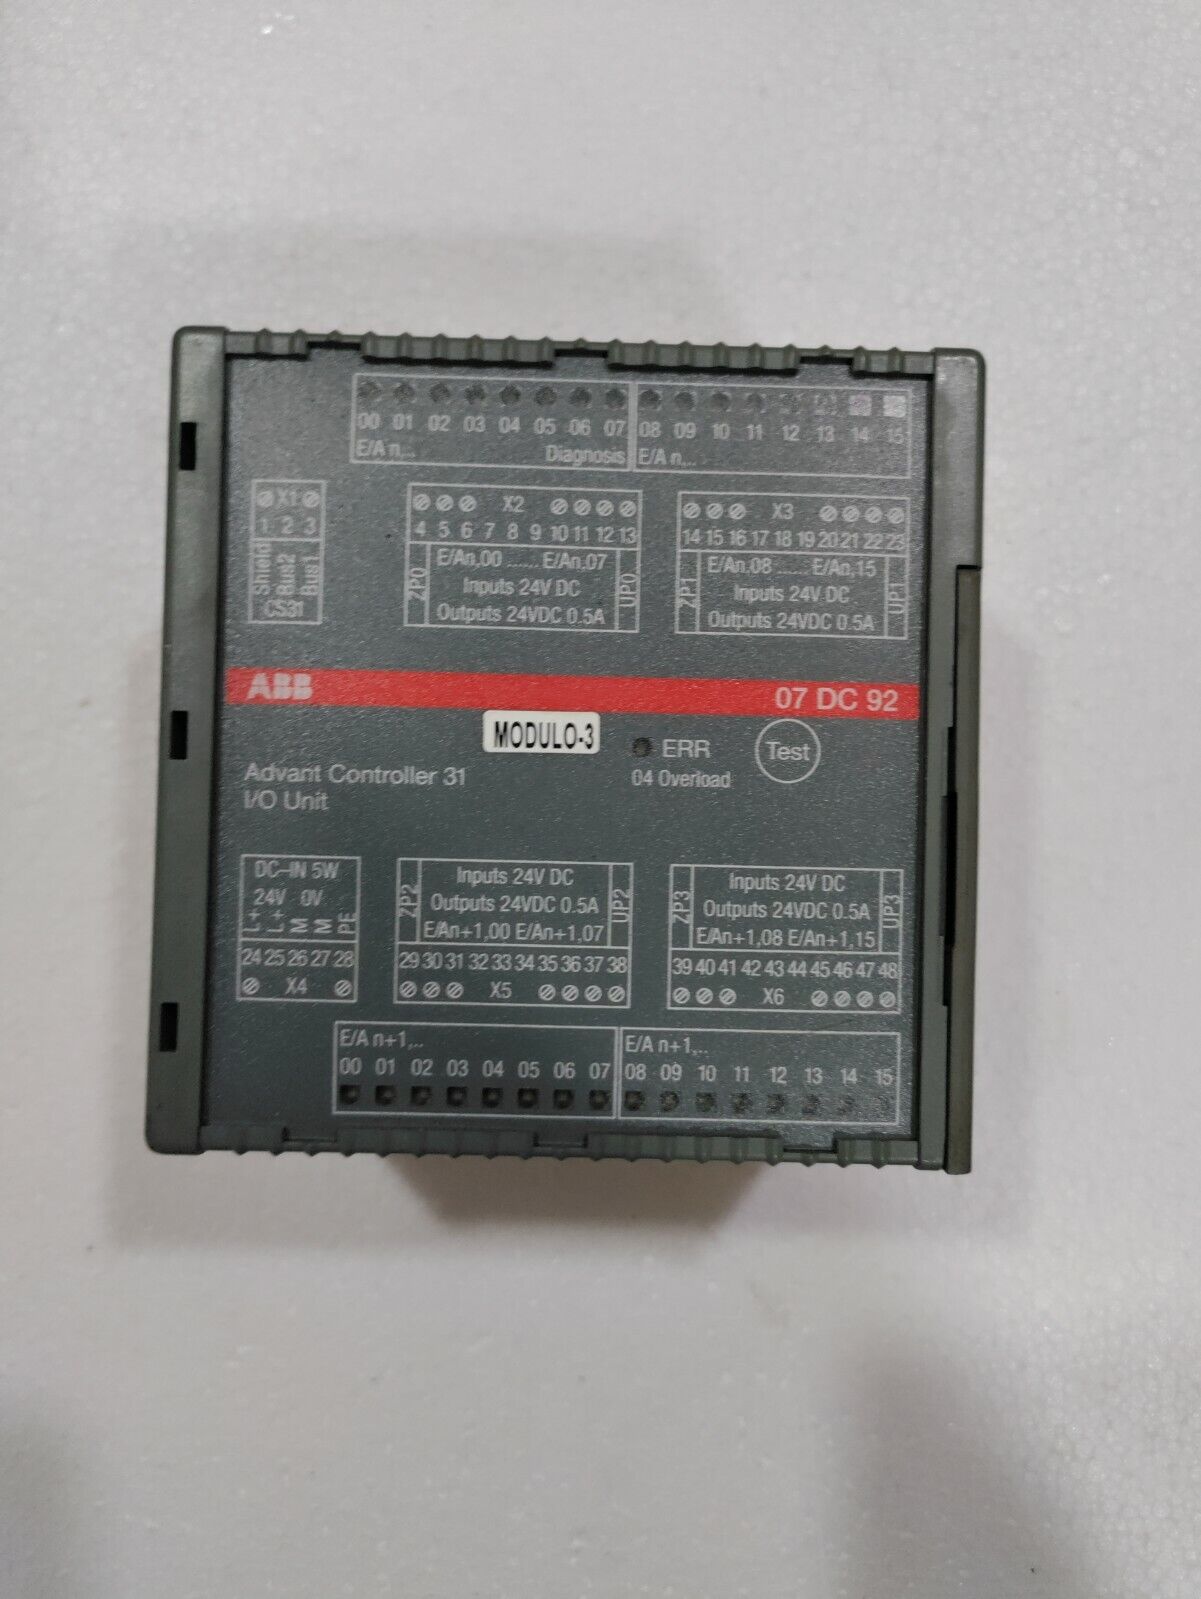 00 01 02 03 04 05 06 07 08 09 10 11 12 13 14 15
E/A n,.. Diagnosis E/A n,..
X1
1 2 3
Shield
Bus2
Bus1
CS31
X2
4 5 6 7 8 9 10 11 12 13
ZP0
E/An,00 ...... E/An,07
Inputs 24V DC
Outputs 24VDC 0.5A
UP0
X3
14 15 16 17 18 19 20 21 22 23
ZP1
E/An,08 ...... E/An,15
Inputs 24V DC
Outputs 24VDC 0.5A
UP1
ABB 07 DC 92
MODULO-3
ERR
04 Overload
Test
Advant Controller 31
I/O Unit
DC-IN 5W
24V 0V
L+
L+
M
M
PE
24 25 26 27 28
X4
ZP2
Inputs 24V DC
Outputs 24VDC 0.5A
E/An+1,00 E/An+1,07
UP2
29 30 31 32 33 34 35 36 37 38
X5
ZP3
Inputs 24V DC
Outputs 24VDC 0.5A
E/An+1,08 E/An+1,15
UP3
39 40 41 42 43 44 45 46 47 48
X6
E/A n+1,.. E/A n+1,..
00 01 02 03 04 05 06 07 08 09 10 11 12 13 14 15